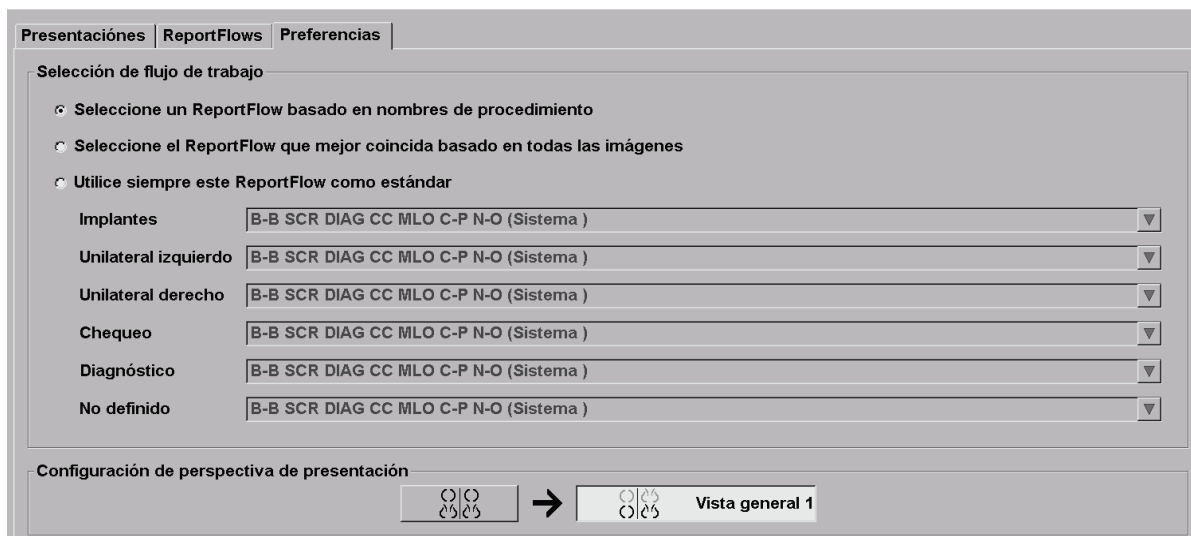 Presentaciónes ReportFlows Preferencias
Selección de flujo de trabajo
Seleccione un ReportFlow basado en nombres de procedimiento
Seleccione el ReportFlow que mejor coincida basado en todas las imágenes
Utilice siempre este ReportFlow como estándar
Implantes B-B SCR DIAG CC MLO C-P N-O (Sistema )
Unilateral izquierdo B-B SCR DIAG CC MLO C-P N-O (Sistema )
Unilateral derecho B-B SCR DIAG CC MLO C-P N-O (Sistema )
Chequeo B-B SCR DIAG CC MLO C-P N-O (Sistema )
Diagnóstico B-B SCR DIAG CC MLO C-P N-O (Sistema )
No definido B-B SCR DIAG CC MLO C-P N-O (Sistema )
Configuración de perspectiva de presentación
Vista general 1